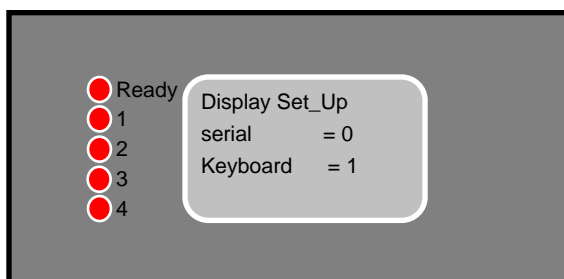 Ready
1
2
3
4
Display Set_Up
serial = 0
Keyboard = 1